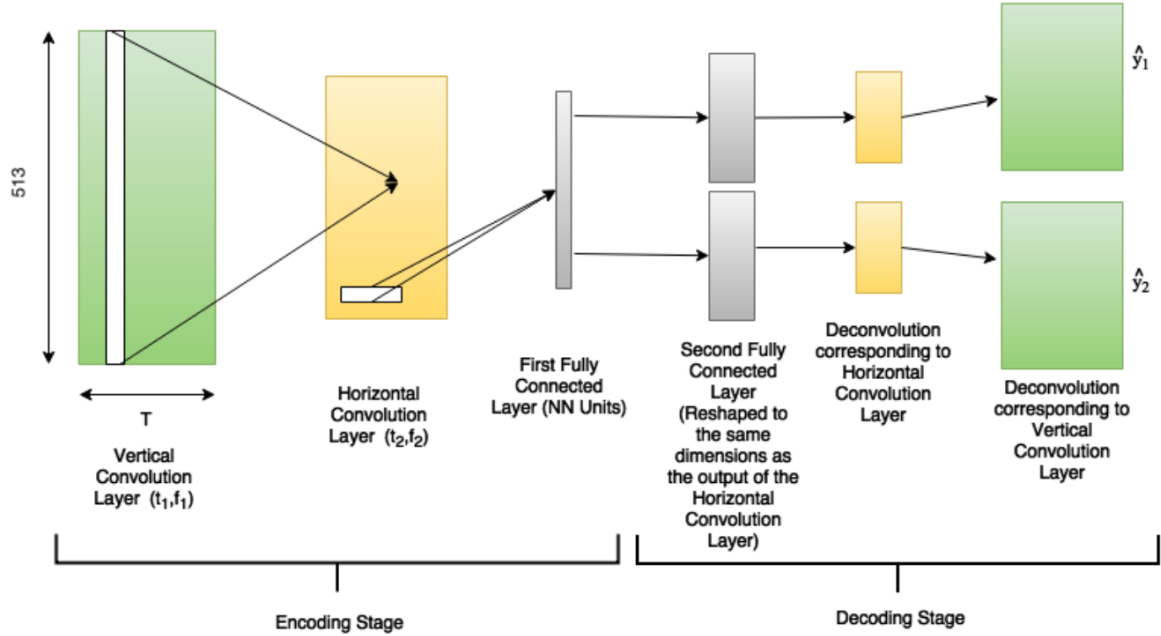 513
T
Vertical
Convolution
Layer (t₁,f₁)
Horizontal
Convolution
Layer (t₂,f₂)
First Fully
Connected
Layer (NN Units)
Second Fully
Connected
Layer
(Reshaped to
the same
dimensions as
the output of the
Horizontal
Convolution
Layer)
Deconvolution
corresponding to
Horizontal
Convolution
Layer
ŷ₁
ŷ₂
Deconvolution
corresponding to
Vertical
Convolution
Layer
Encoding Stage
Decoding Stage